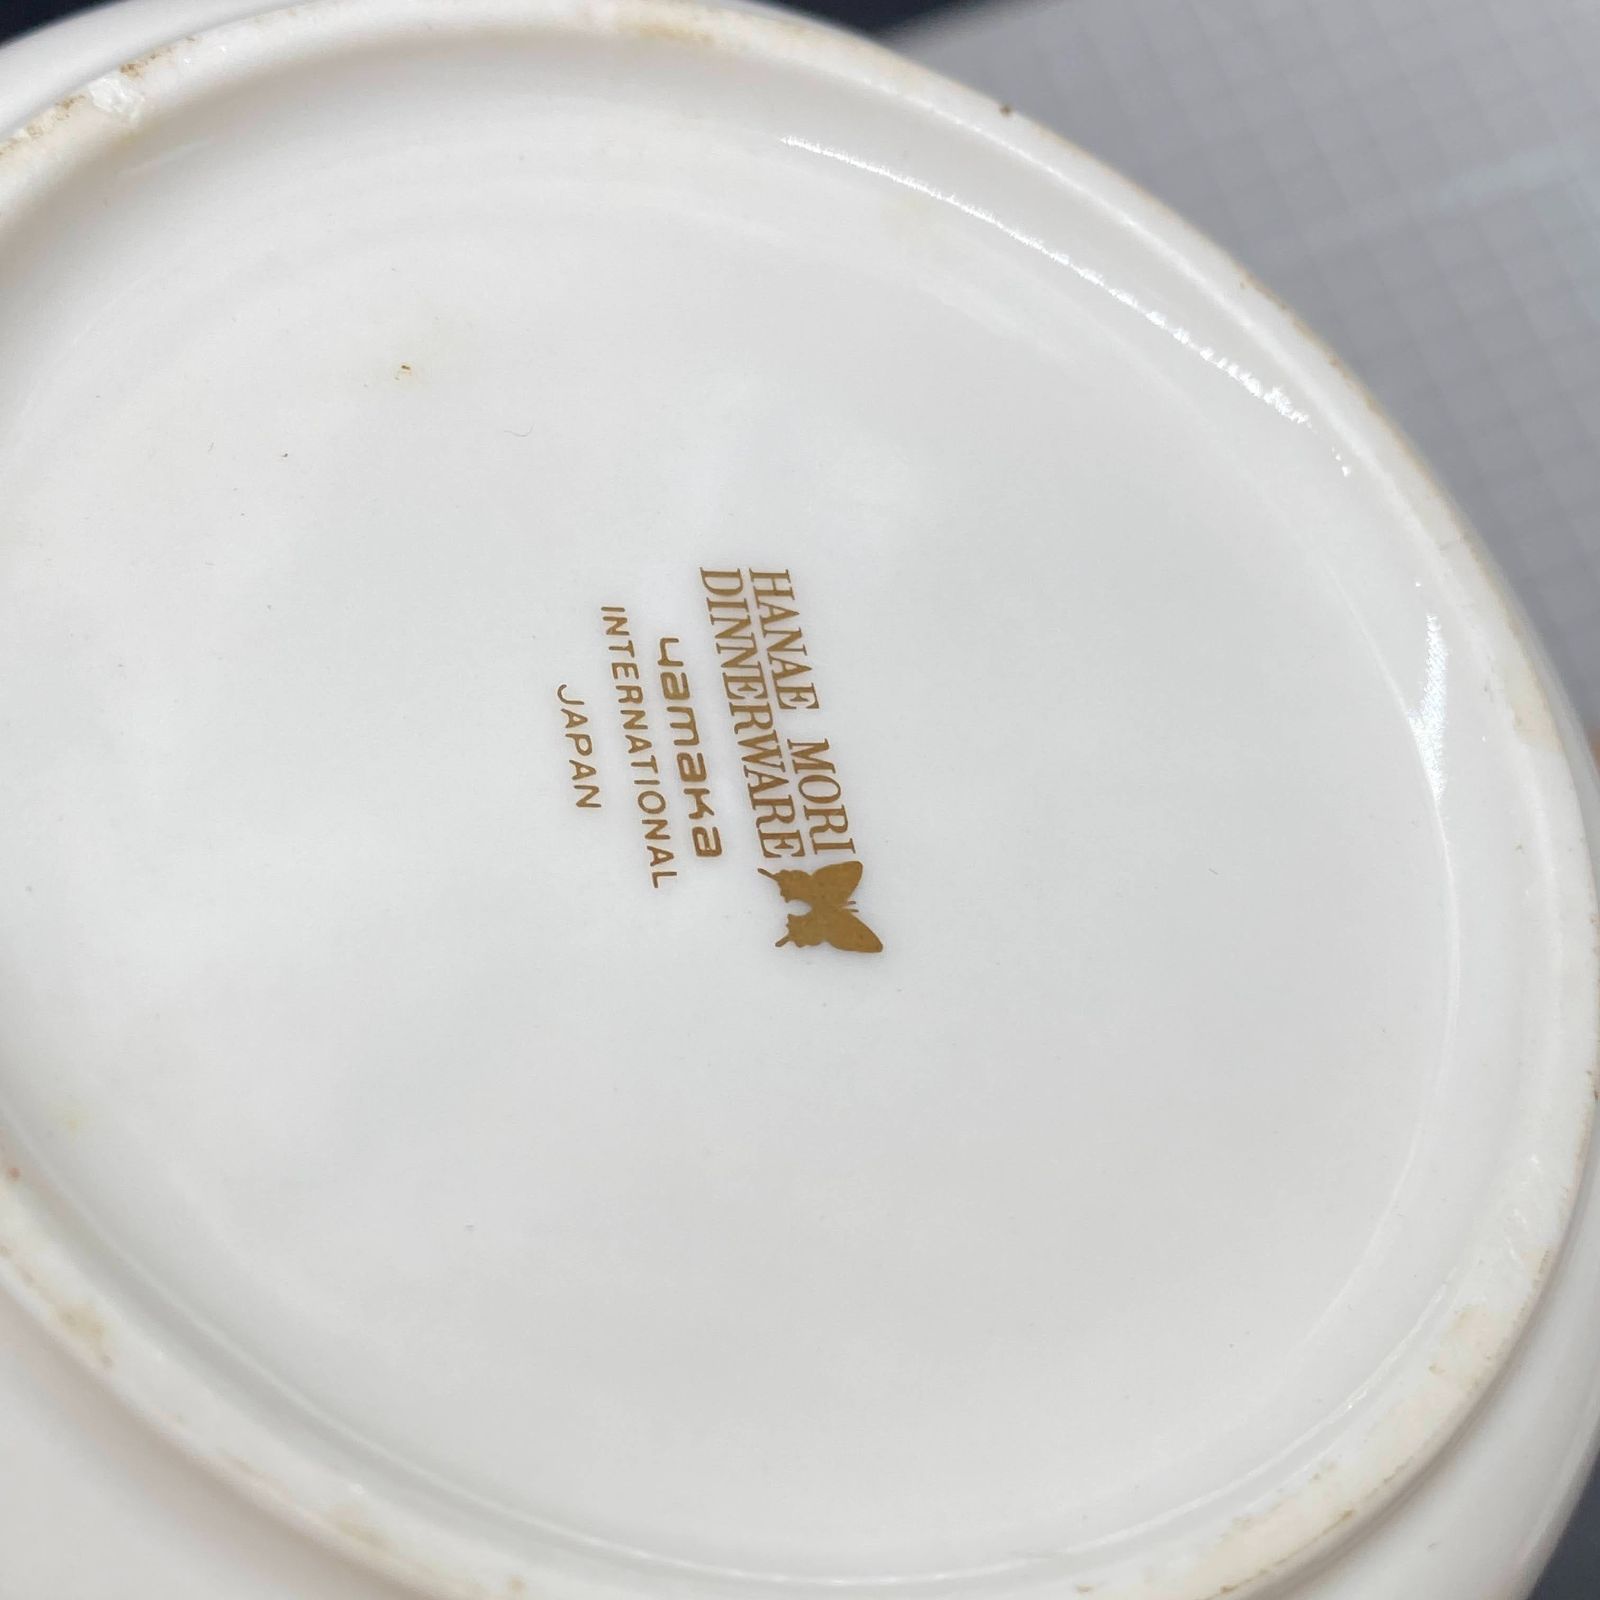 HANAE MORI
DINNERWARE
yamaka
INTERNATIONAL
JAPAN